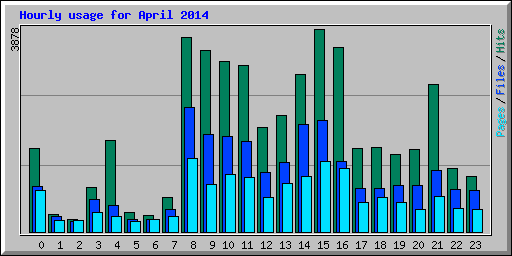 Hourly usage for April 2014
3878
Pages/Files/Hits
0 1 2 3 4 5 6 7 8 9 10 11 12 13 14 15 16 17 18 19 20 21 22 23